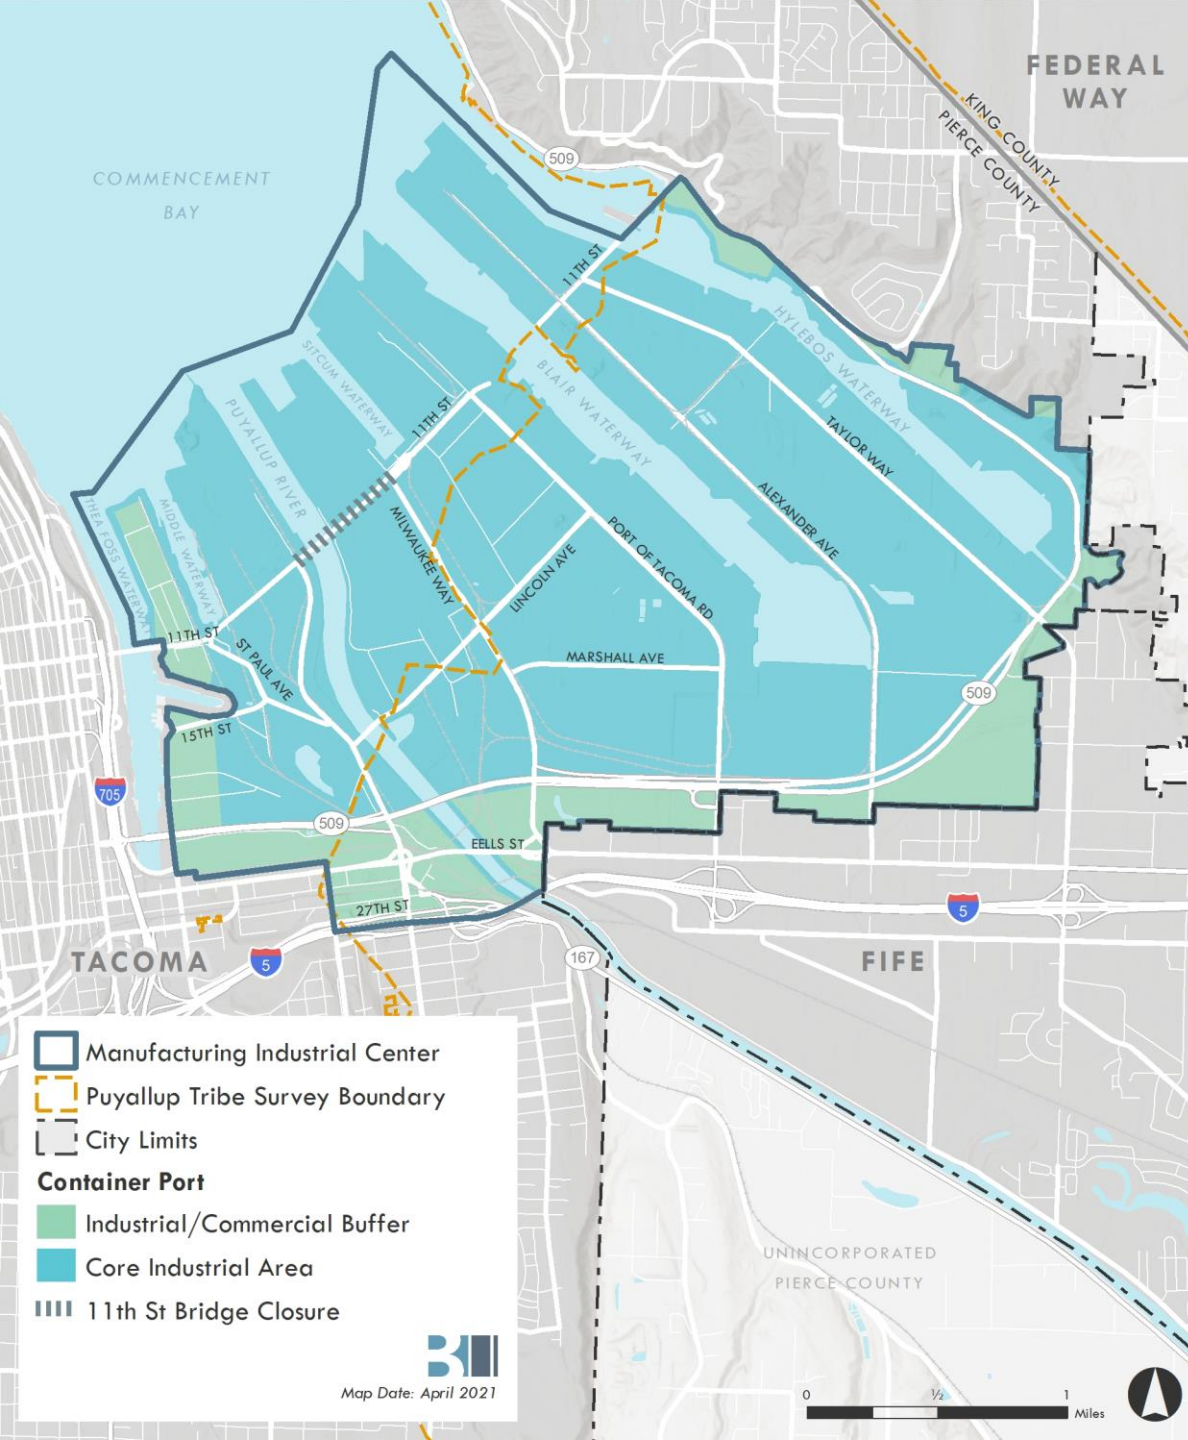 FEDERAL
WAY
KING COUNTY
PIERCE COUNTY
509
COMMENCEMENT
BAY
11TH ST
HYLEBOS WATERWAY
SITCUM WATERWAY
BLAIR WATERWAY
PUYALLUP RIVER
11TH ST
TAYLOR WAY
ALEXANDER AVE
THEA FOSS WATERWAY
MIDDLE WATERWAY
MILWAUKEE WAY
LINCOLN AVE
PORT OF TACOMA RD
11TH ST
ST PAUL AVE
MARSHALL AVE
509
15TH ST
705
509
EELLS ST
27TH ST
5
TACOMA
5
167
FIFE
Manufacturing Industrial Center
Puyallup Tribe Survey Boundary
City Limits
Container Port
Industrial/Commercial Buffer
Core Industrial Area
11th St Bridge Closure
Map Date: April 2021
UNINCORPORATED
PIERCE COUNTY
0 ½ 1
Miles